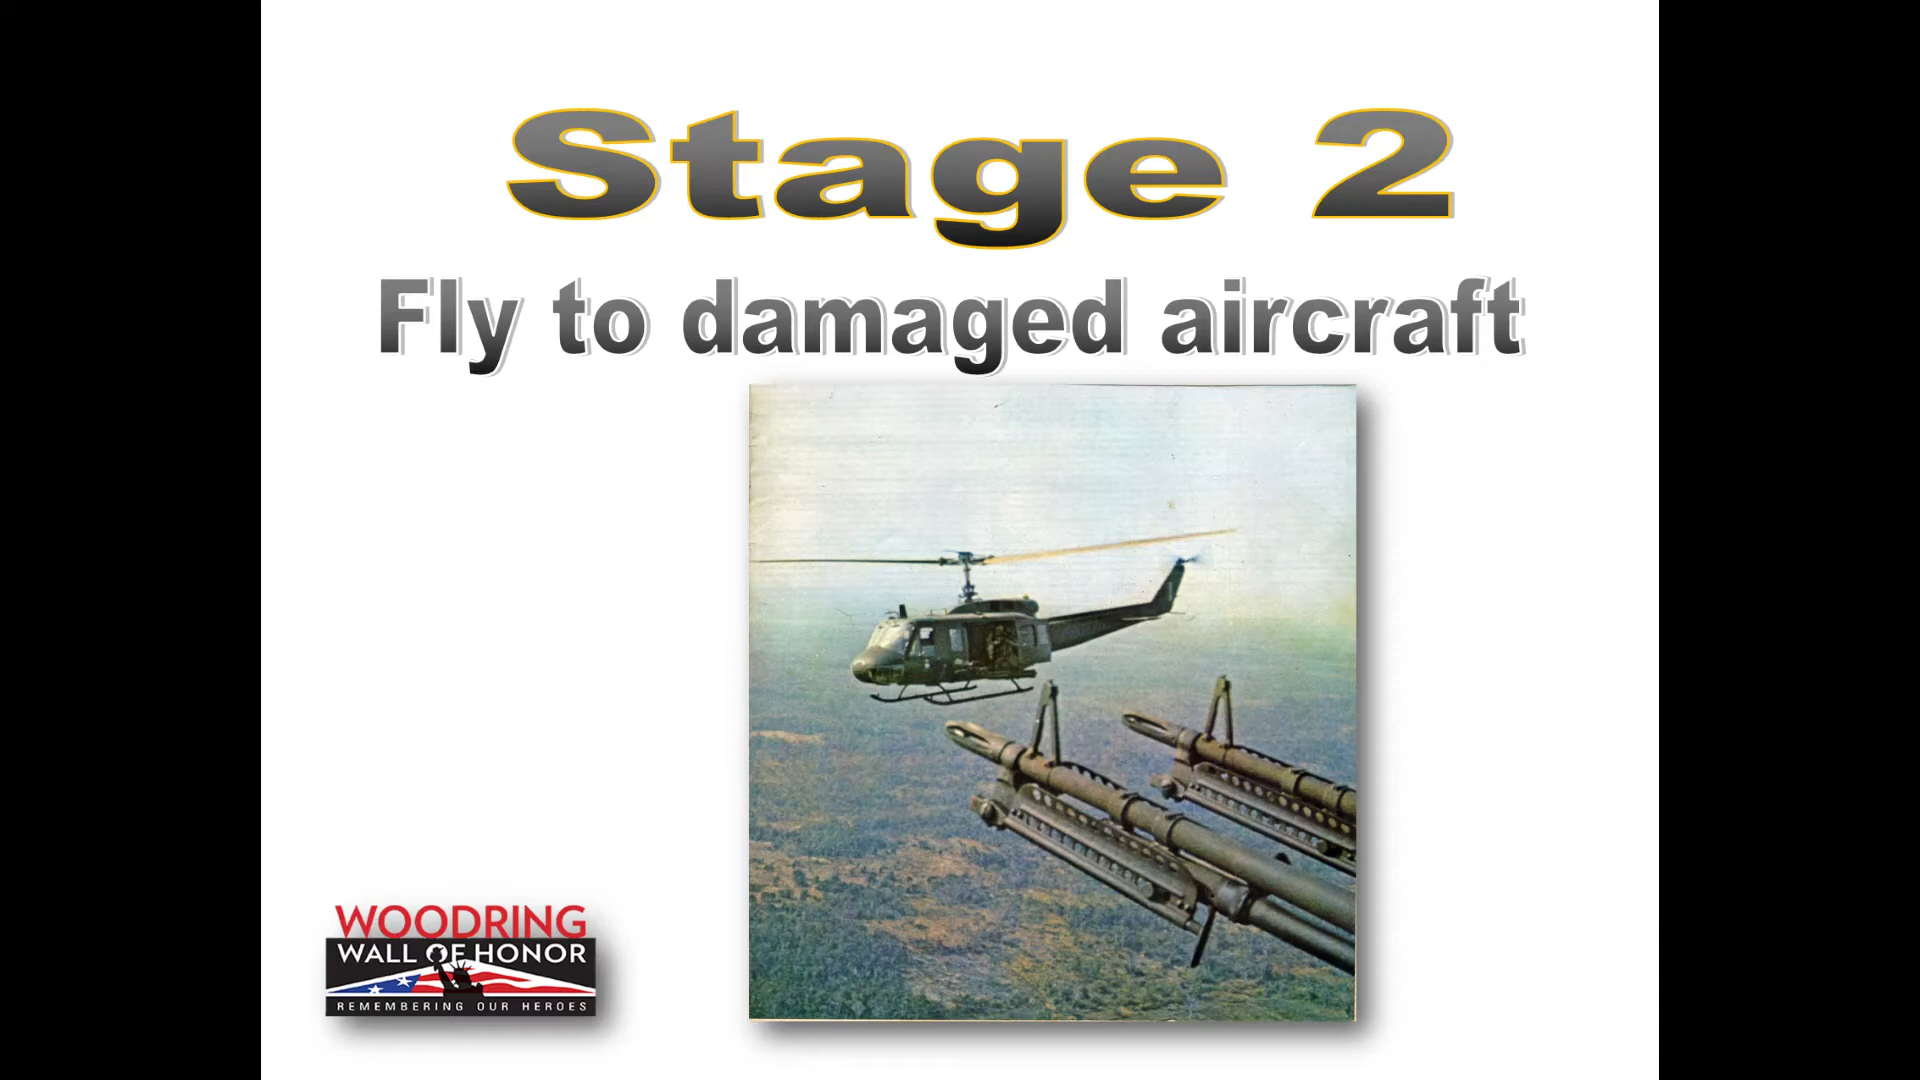 Stage 2
Fly to damaged aircraft
WOODRING
WALL OF HONOR
REMEMBERING OUR HEROES